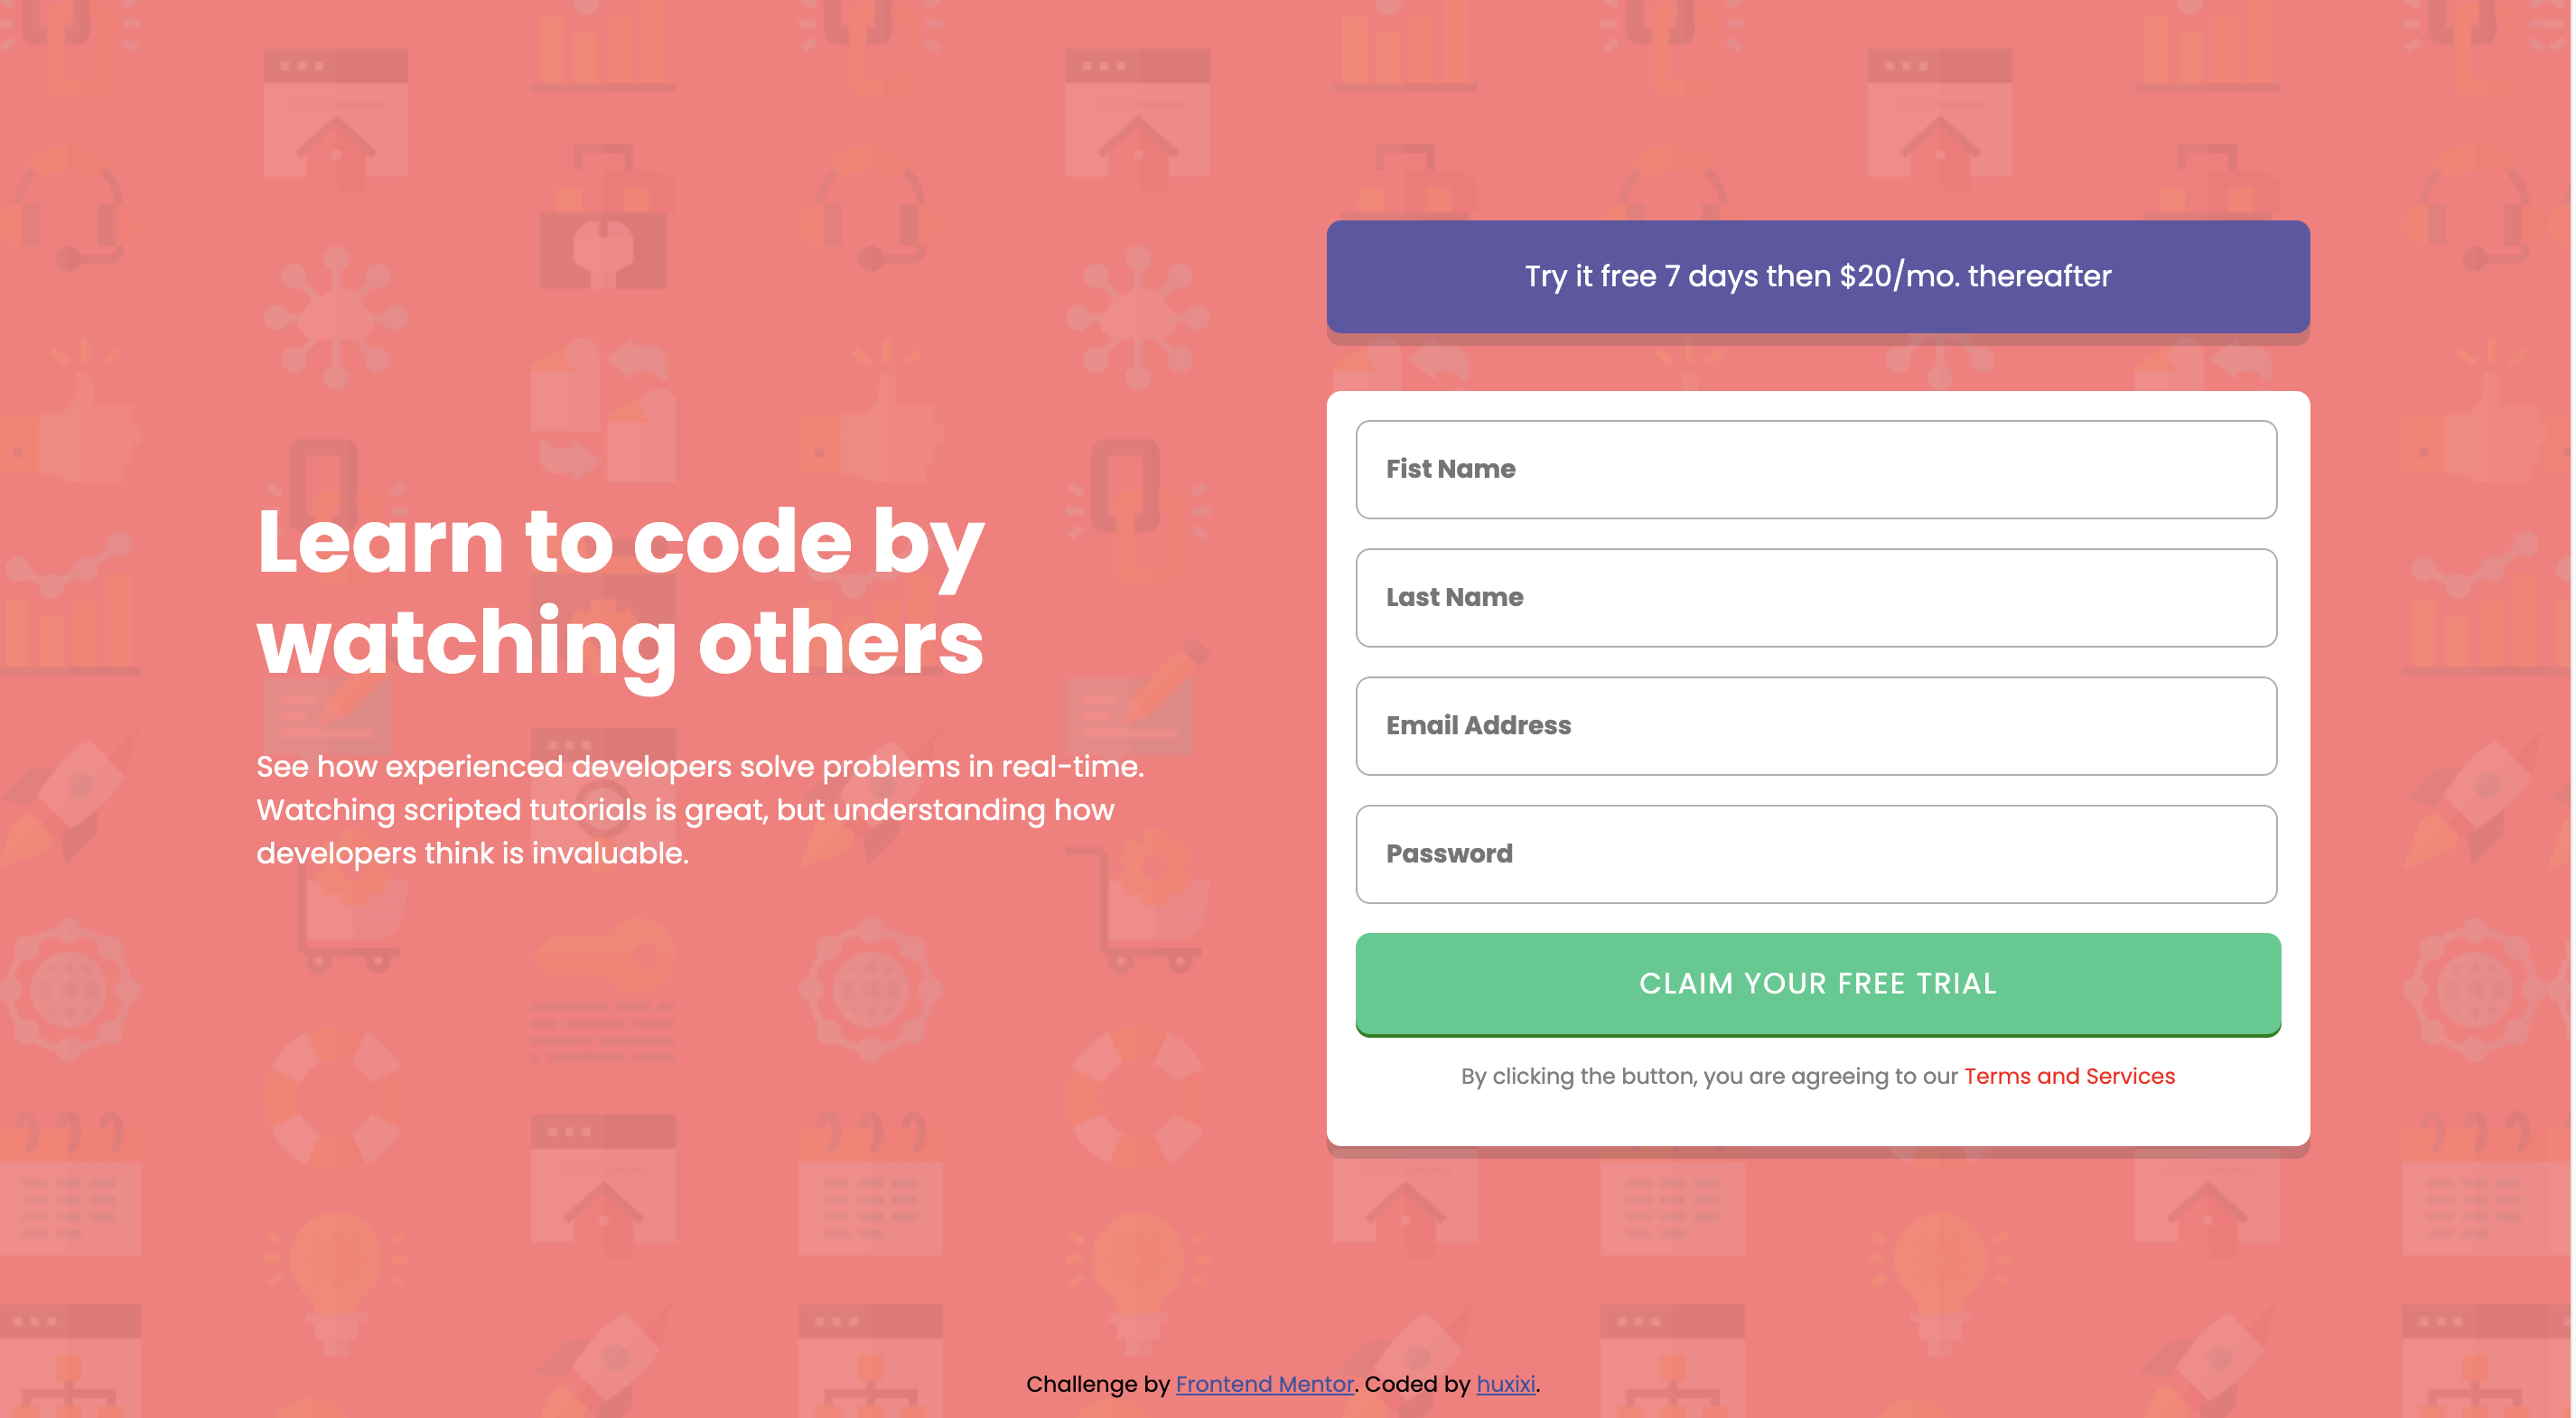 Learn to code by
watching others
See how experienced developers solve problems in real-time.
Watching scripted tutorials is great, but understanding how
developers think is invaluable.
Try it free 7 days then $20/mo. thereafter
Fist Name
Last Name
Email Address
Password
CLAIM YOUR FREE TRIAL
By clicking the button, you are agreeing to our Terms and Services
Challenge by Frontend Mentor. Coded by huxixi.